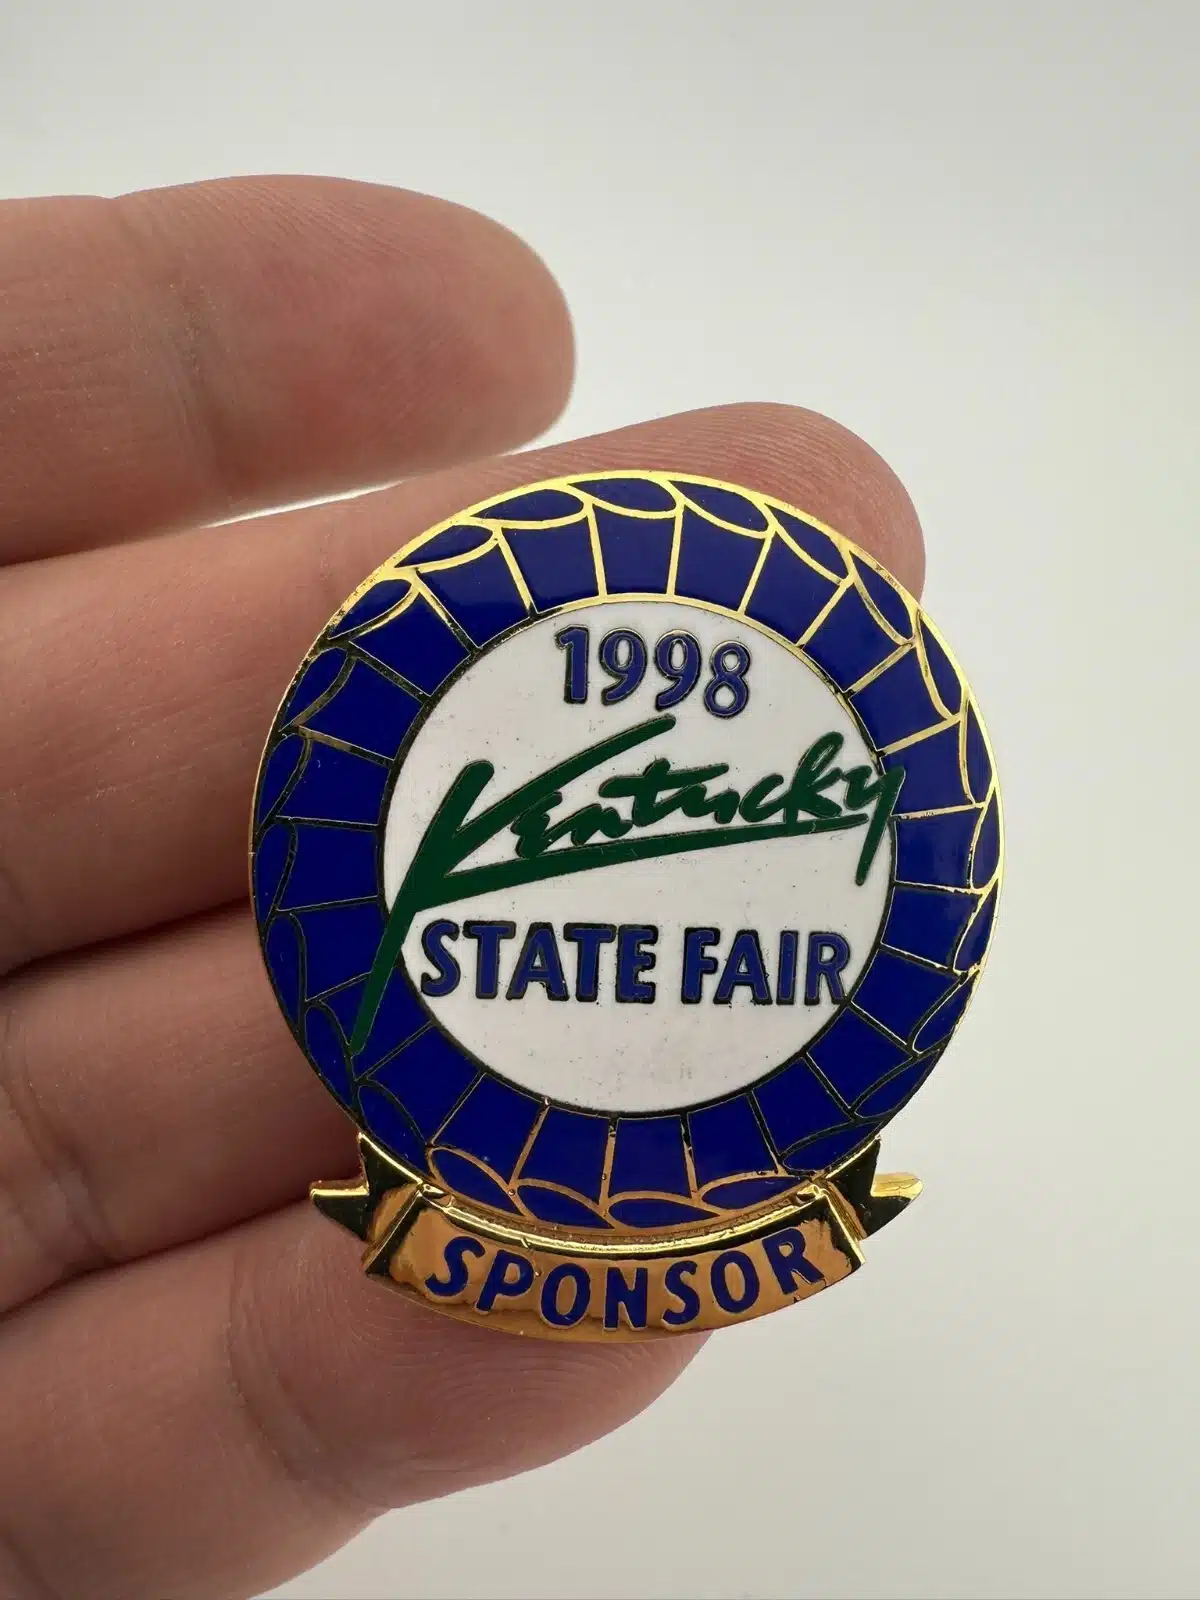 1998
Kentucky
STATE FAIR
SPONSOR